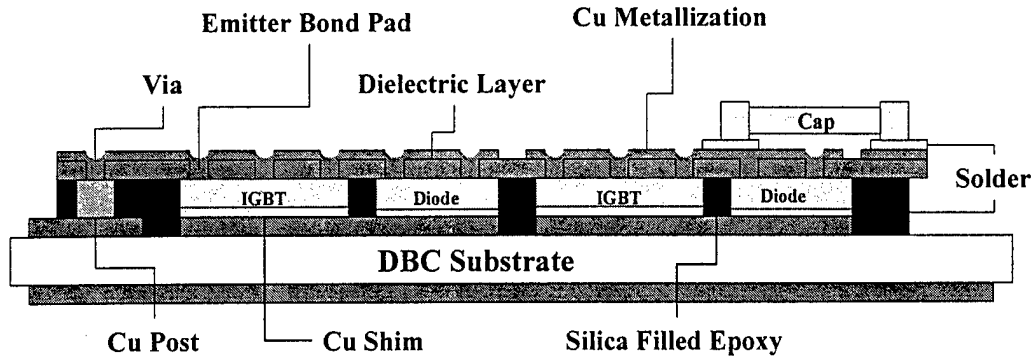 Emitter Bond Pad
Cu Metallization
Via
Dielectric Layer
Cap
Solder
IGBT
Diode
IGBT
Diode
DBC Substrate
Cu Post
Cu Shim
Silica Filled Epoxy